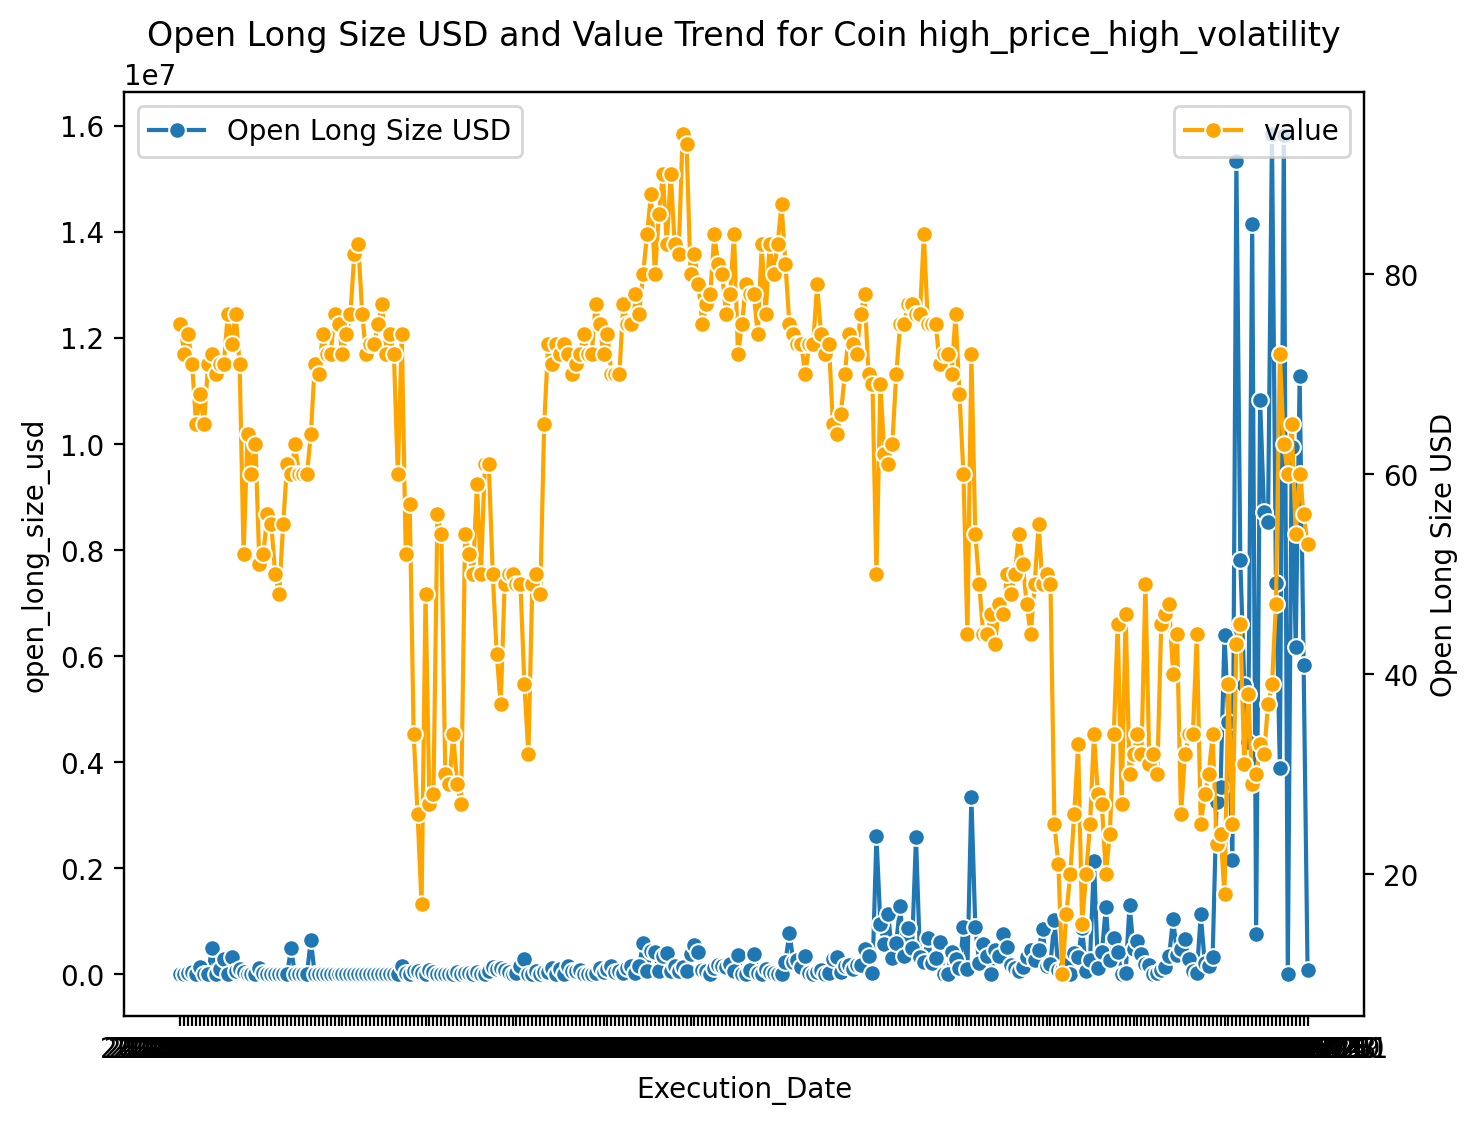 Open Long Size USD and Value Trend for Coin high_price_high_volatility
1e7
Open Long Size USD
value
1.6
1.4
1.2
1.0
0.8
0.6
0.4
0.2
0.0
open_long_size_usd
80
60
40
20
Open Long Size USD
Execution_Date